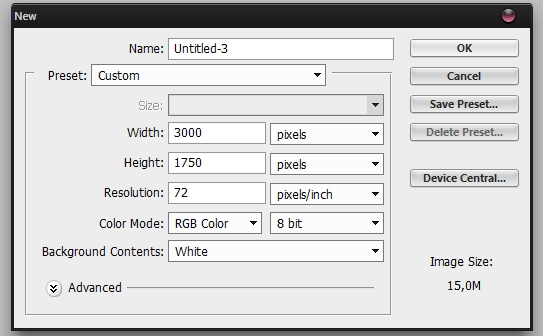 New
Name: Untitled-3
OK
Preset: Custom
Cancel
Size:
Save Preset...
Width: 3000 pixels
Delete Preset...
Height: 1750 pixels
Resolution: 72 pixels/inch
Device Central...
Color Mode: RGB Color 8 bit
Background Contents: White
Image Size:
15,0M
Advanced